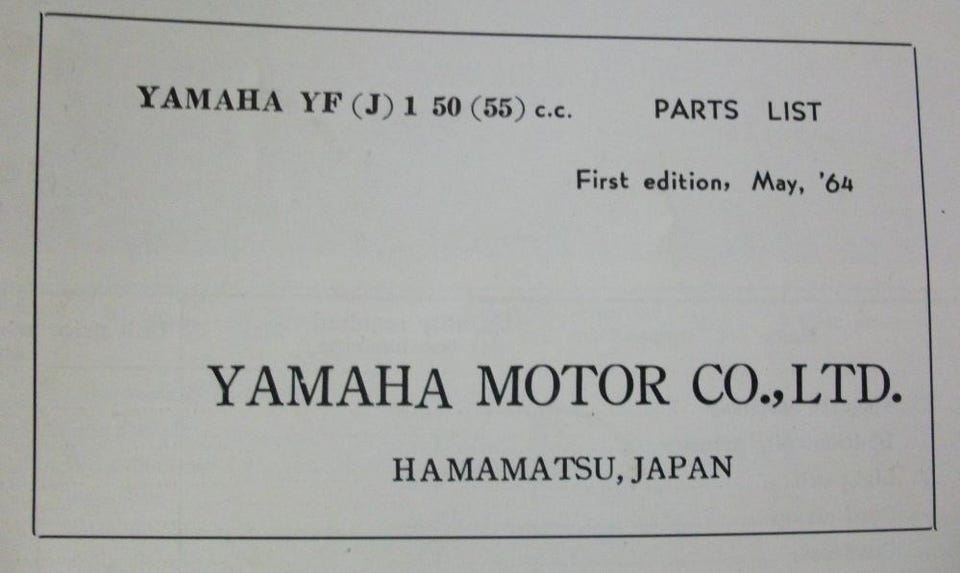 YAMAHA YF (J) 1 50 (55) c.c. PARTS LIST
First edition, May, '64
YAMAHA MOTOR CO., LTD.
HAMAMATSU, JAPAN